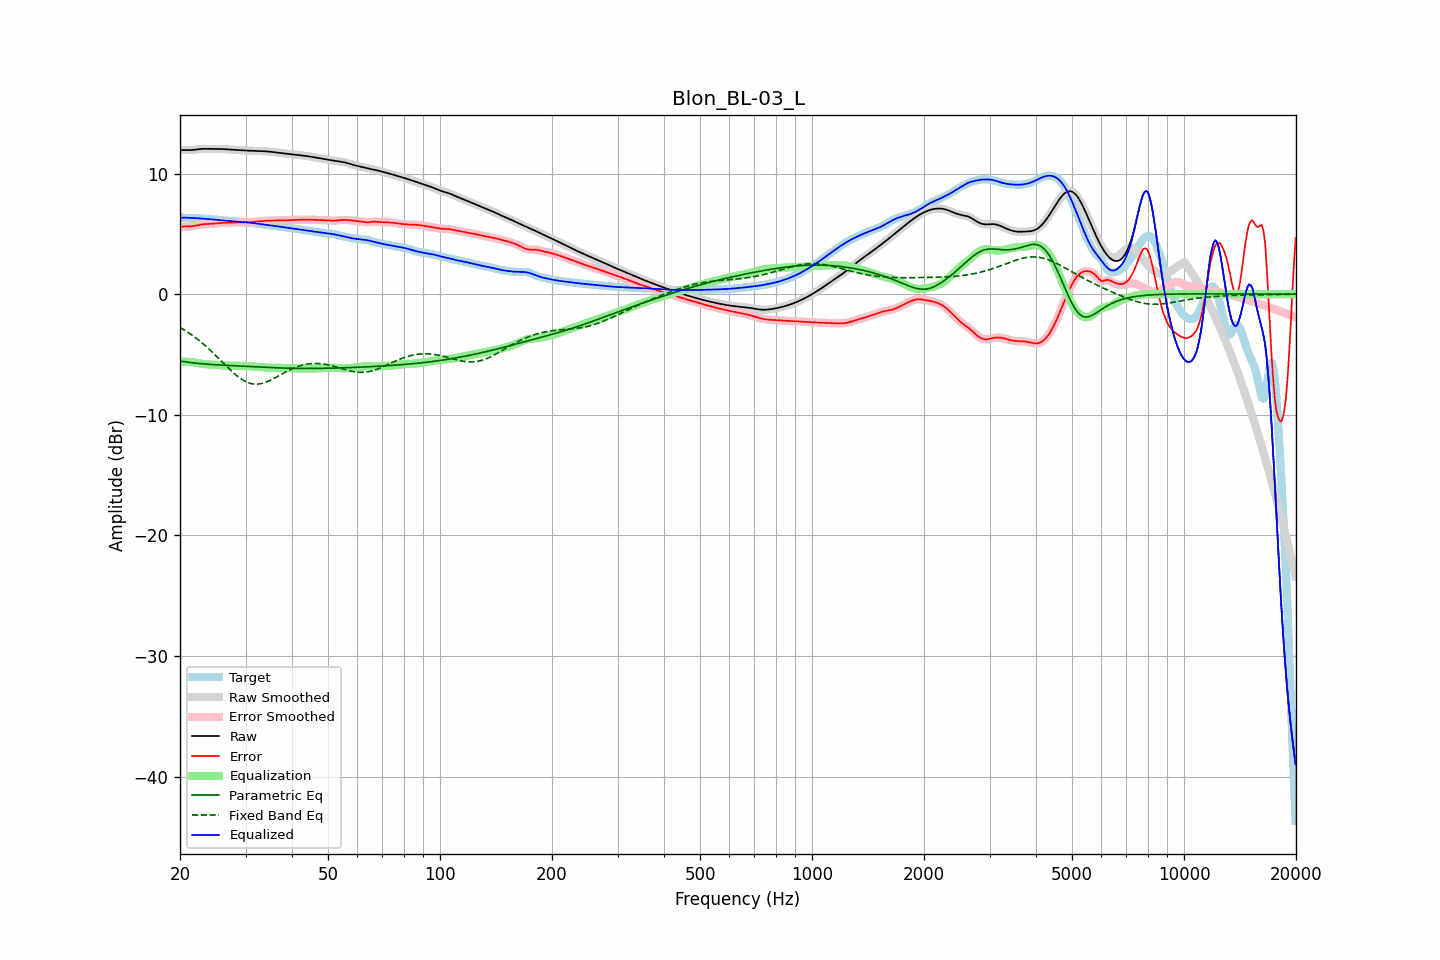 Blon_BL-03_L
Amplitude (dBr)
10
0
−10
−20
−30
−40
Target
Raw Smoothed
Error Smoothed
Raw
Error
Equalization
Parametric Eq
Fixed Band Eq
Equalized
20 50 100 200 500 1000 2000 5000 10000 20000
Frequency (Hz)